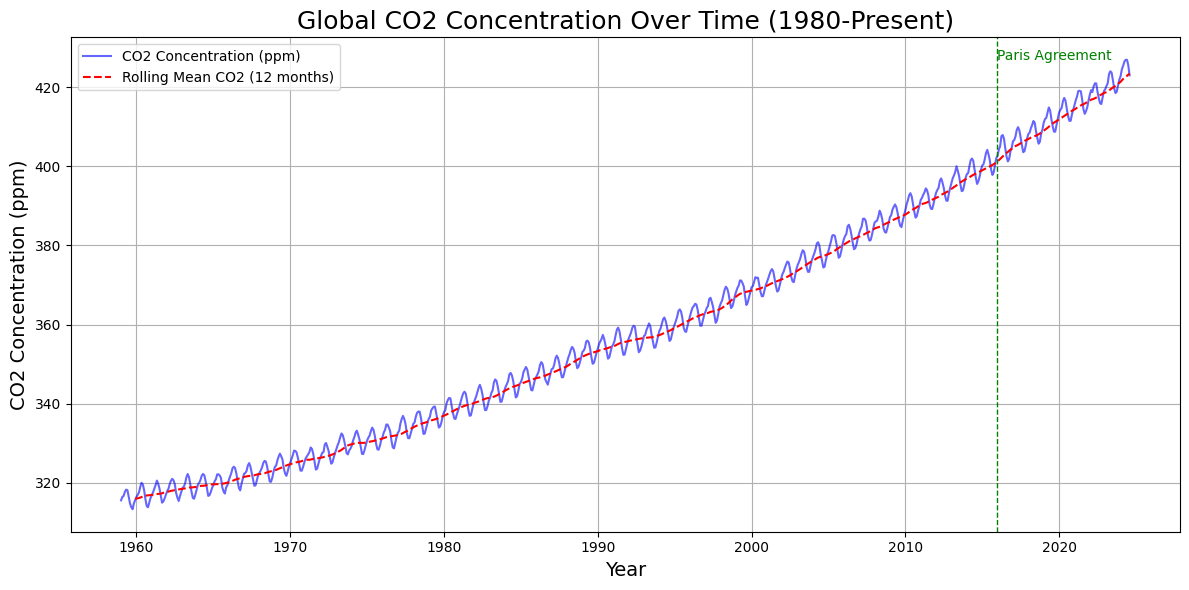 Global CO2 Concentration Over Time (1980-Present)
CO2 Concentration (ppm)
Rolling Mean CO2 (12 months)
Paris Agreement
CO2 Concentration (ppm)
420
400
380
360
340
320
1960
1970
1980
1990
2000
2010
2020
Year